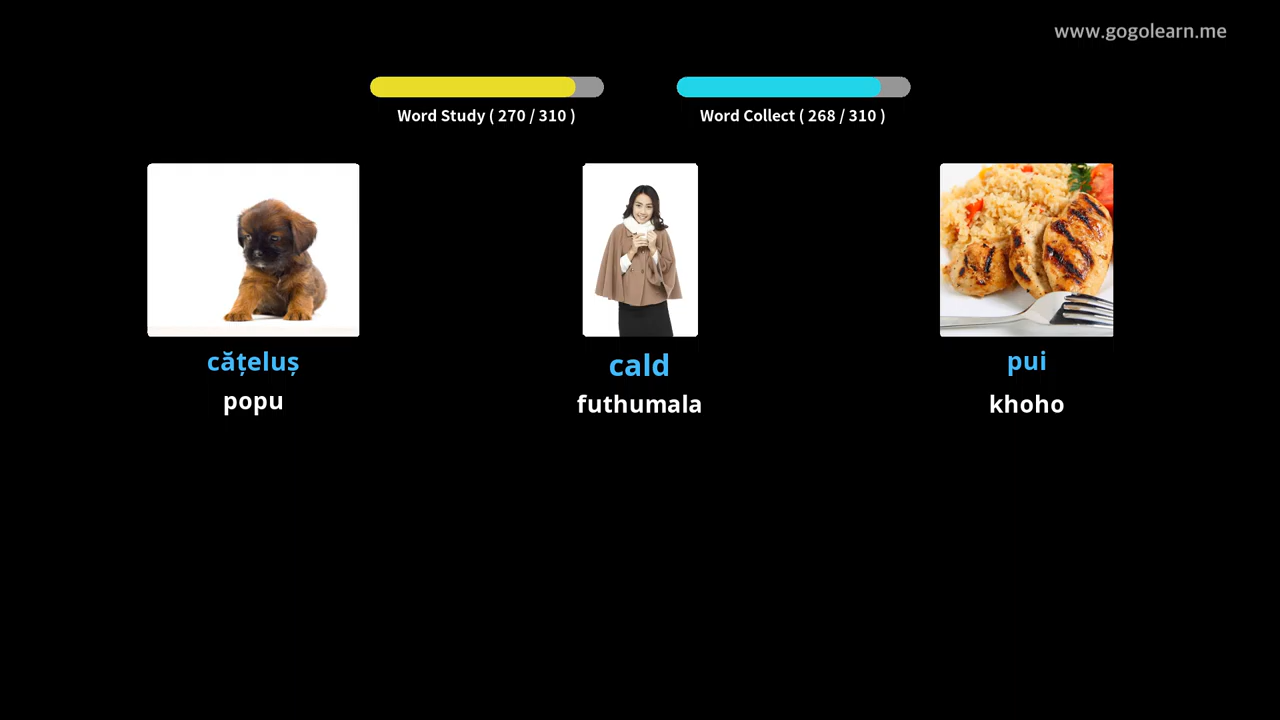 www.gogolearn.me
Word Study ( 270 / 310 )
Word Collect ( 268 / 310 )
cățeluș
cald
pui
popu
futhumala
khoho